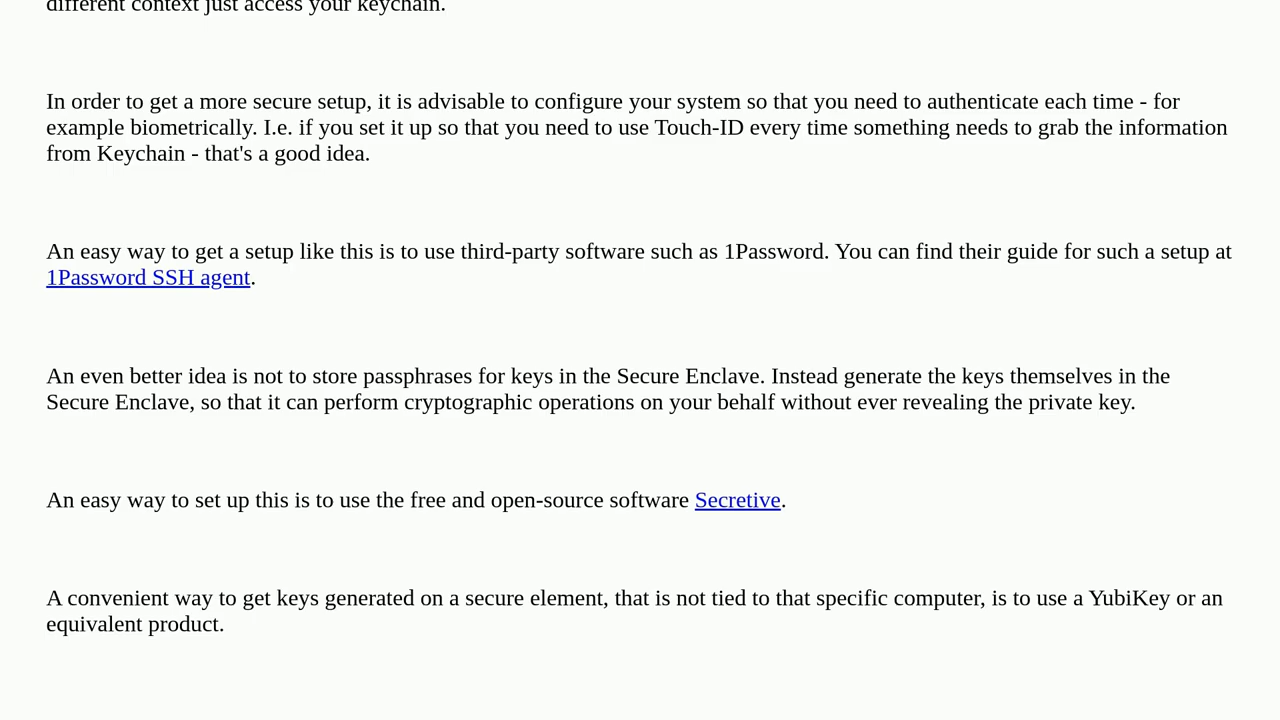 different context just access your keychain.
In order to get a more secure setup, it is advisable to configure your system so that you need to authenticate each time - for
example biometrically. I.e. if you set it up so that you need to use Touch-ID every time something needs to grab the information
from Keychain - that's a good idea.
An easy way to get a setup like this is to use third-party software such as 1Password. You can find their guide for such a setup at
1Password SSH agent.
An even better idea is not to store passphrases for keys in the Secure Enclave. Instead generate the keys themselves in the
Secure Enclave, so that it can perform cryptographic operations on your behalf without ever revealing the private key.
An easy way to set up this is to use the free and open-source software Secretive.
A convenient way to get keys generated on a secure element, that is not tied to that specific computer, is to use a YubiKey or an
equivalent product.